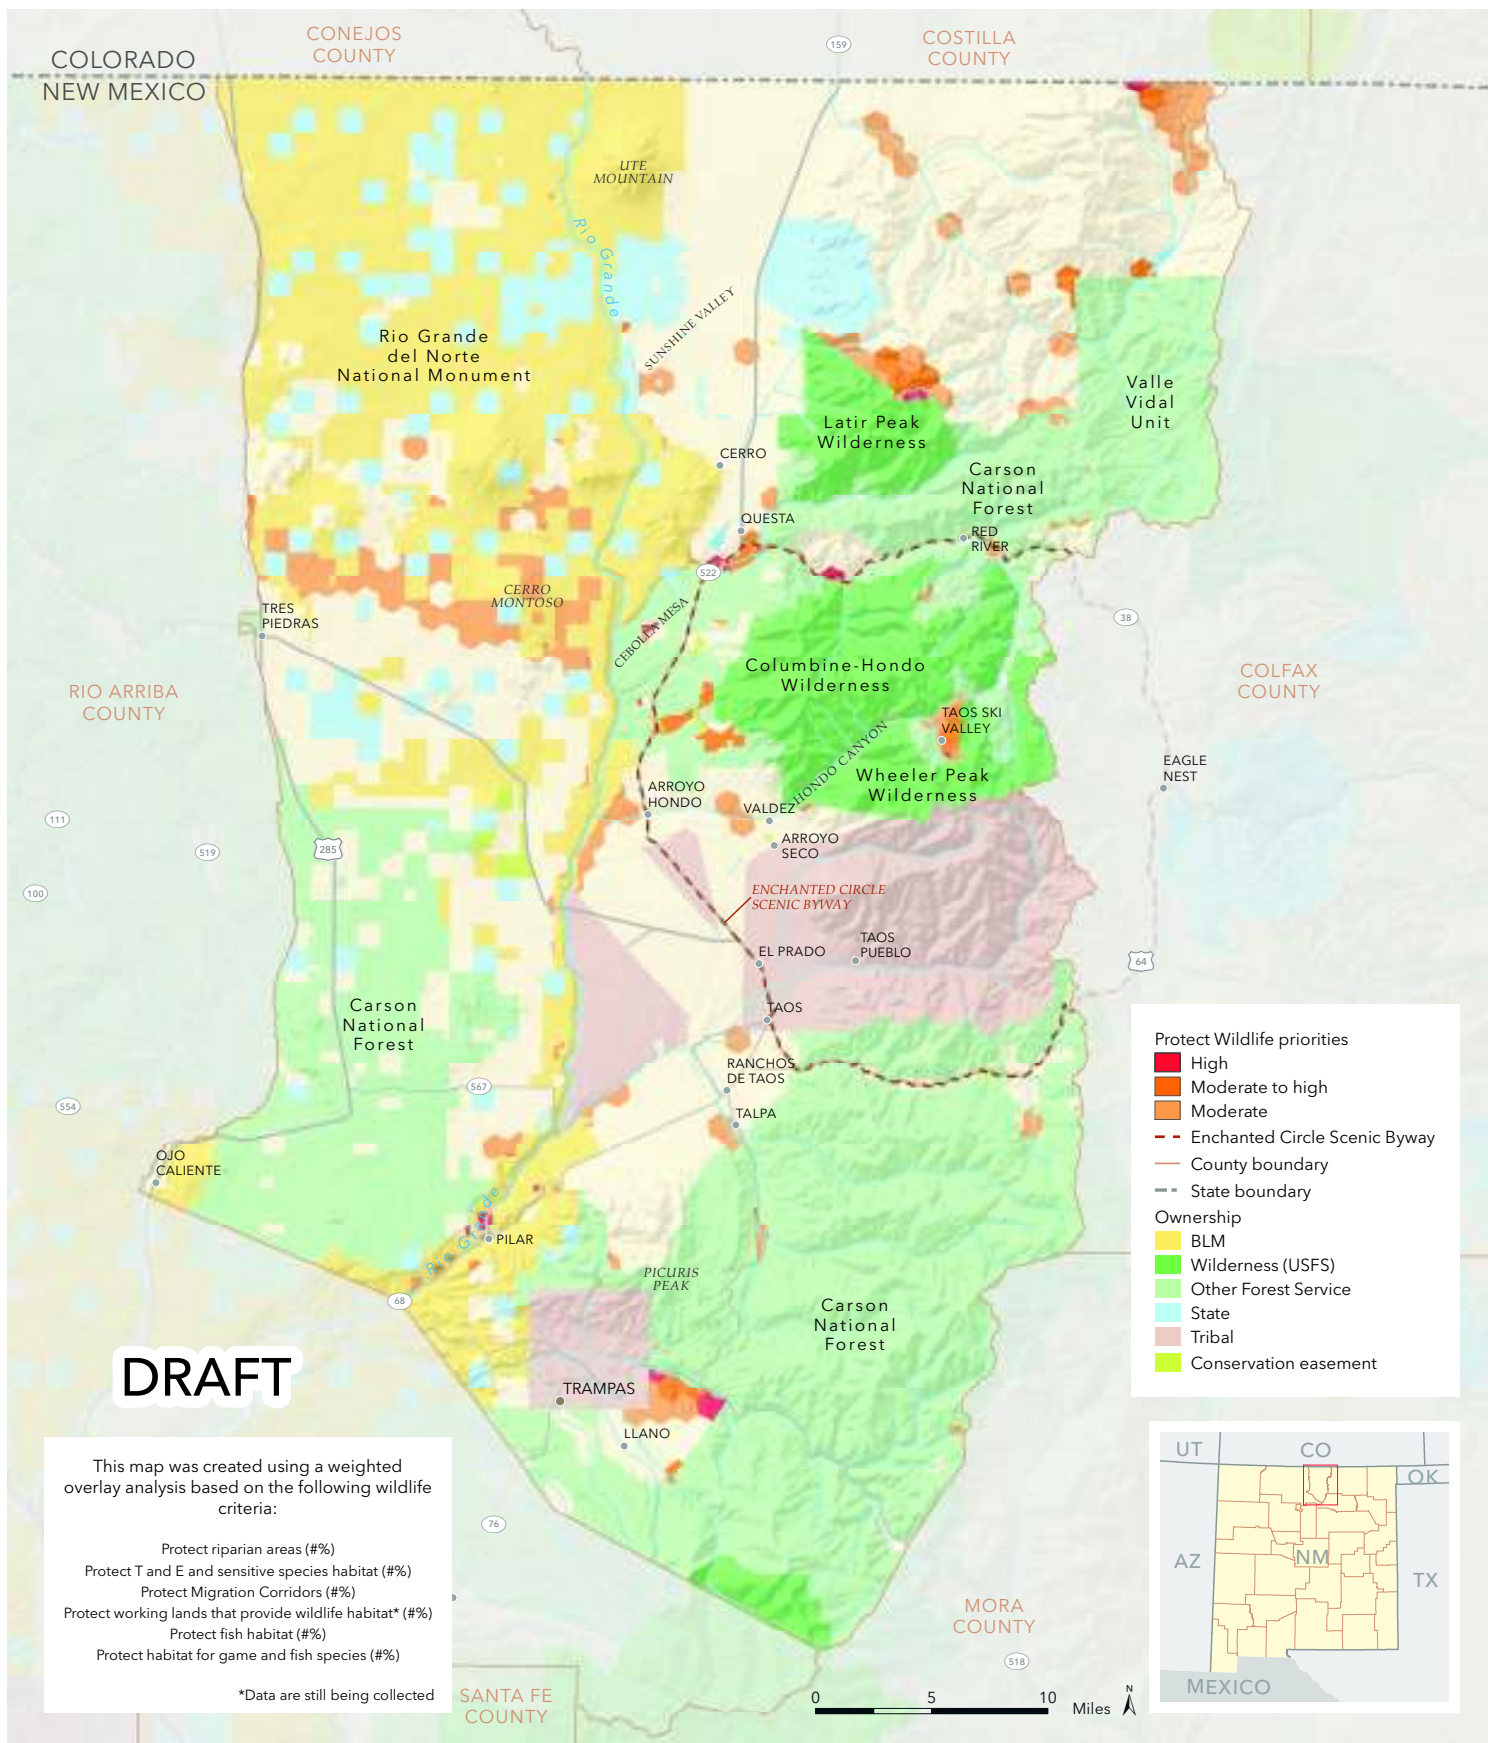 CONEJOS
COUNTY
159
COSTILLA
COUNTY
COLORADO
NEW MEXICO
UTE
MOUNTAIN
Rio Grande
SUNSHINE VALLEY
Rio Grande
del Norte
National Monument
Valle
Vidal
Unit
Latir Peak
Wilderness
CERRO
Carson
National
Forest
QUESTA
RED
RIVER
522
CERRO
MONTOSO
TRES
PIEDRAS
CEBOLLA MESA
38
Columbine-Hondo
Wilderness
RIO ARRIBA
COUNTY
COLFAX
COUNTY
TAOS SKI
VALLEY
HONDO CANYON
EAGLE
NEST
Wheeler Peak
Wilderness
ARROYO
HONDO
VALDEZ
111
285
519
ARROYO
SECO
100
ENCHANTED CIRCLE
SCENIC BYWAY
EL PRADO
TAOS
PUEBLO
64
TAOS
Carson
National
Forest
RANCHOS
DE TAOS
567
554
TALPA
OJO
CALIENTE
Rio Grande
PILAR
PICURIS
PEAK
68
Carson
National
Forest
TRAMPAS
LLANO
76
MORA
COUNTY
518
SANTA FE
COUNTY
Protect Wildlife priorities
High
Moderate to high
Moderate
Enchanted Circle Scenic Byway
County boundary
State boundary
Ownership
BLM
Wilderness (USFS)
Other Forest Service
State
Tribal
Conservation easement
DRAFT
This map was created using a weighted
overlay analysis based on the following wildlife
criteria:
Protect riparian areas (#%)
Protect T and E and sensitive species habitat (#%)
Protect Migration Corridors (#%)
Protect working lands that provide wildlife habitat* (#%)
Protect fish habitat (#%)
Protect habitat for game and fish species (#%)
*Data are still being collected
0 5 10 Miles
N
UT
CO
OK
AZ
NM
TX
MEXICO